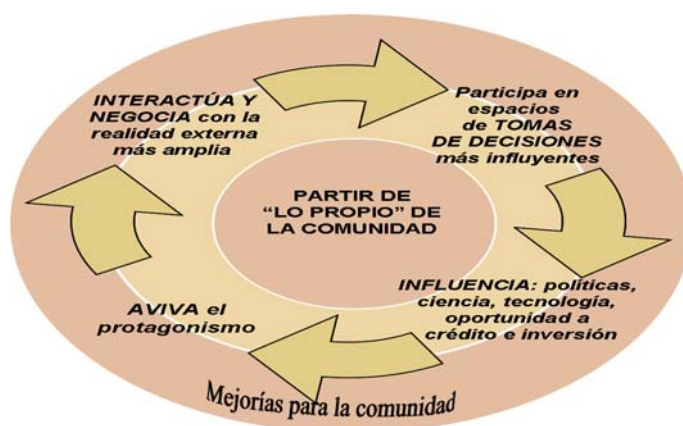 INTERACTÚA Y
NEGOCIA con la
realidad externa
más amplia
Participa en
espacios
de TOMAS
DE DECISIONES
más influyentes
PARTIR DE
“LO PROPIO” DE
LA COMUNIDAD
INFLUENCIA: políticas,
ciencia, tecnología,
oportunidad a
crédito e inversión
AVIVA el
protagonismo
Mejorías para la comunidad